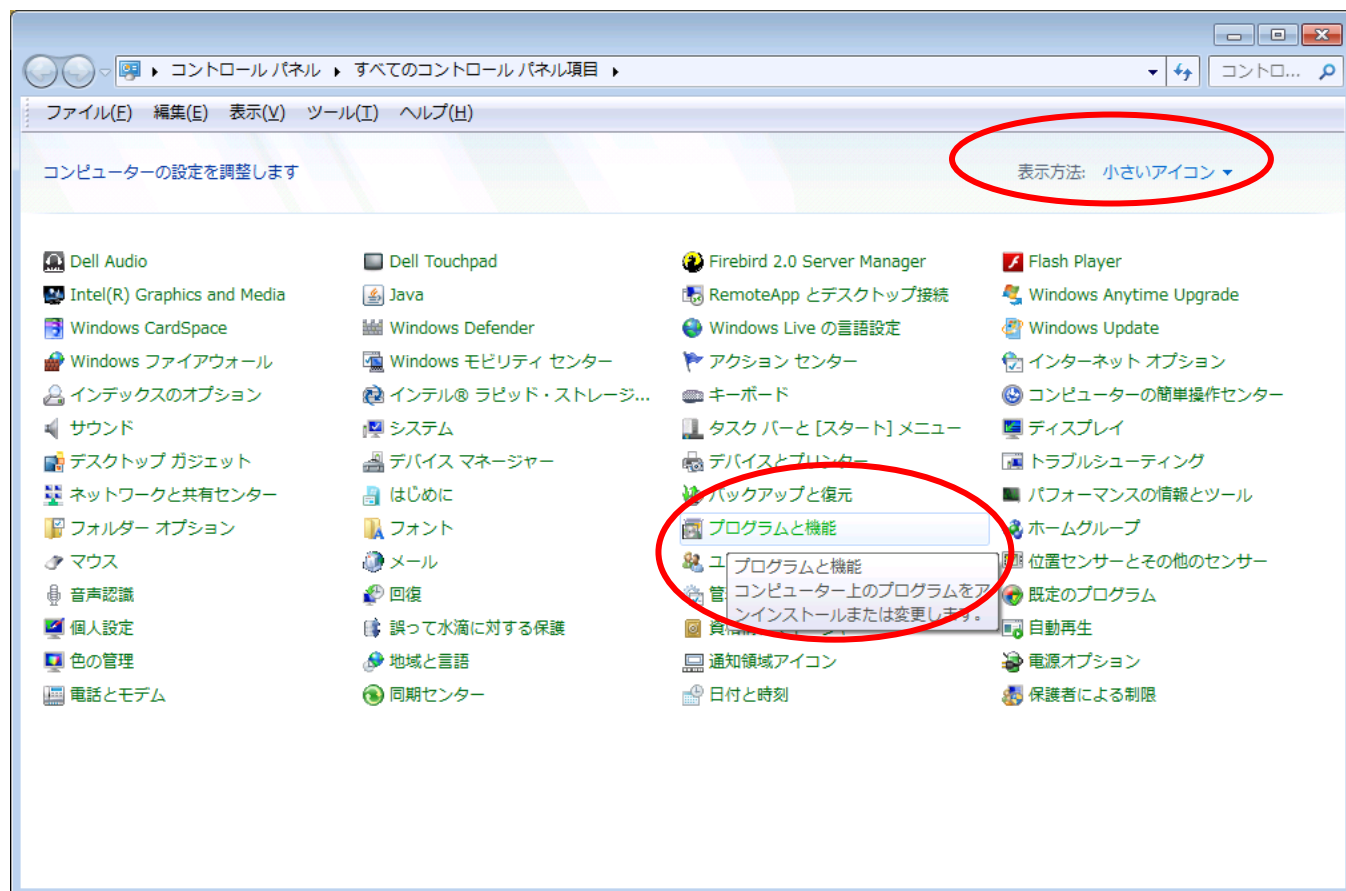 コントロール パネル ▸ すべてのコントロール パネル項目 ▸ コントロ...
ファイル(F) 編集(E) 表示(V) ツール(T) ヘルプ(H)
コンピューターの設定を調整します 表示方法: 小さいアイコン
Dell Audio Dell Touchpad Firebird 2.0 Server Manager Flash Player
Intel(R) Graphics and Media Java RemoteApp とデスクトップ接続 Windows Anytime Upgrade
Windows CardSpace Windows Defender Windows Live の言語設定 Windows Update
Windows ファイアウォール Windows モビリティ センター アクション センター インターネット オプション
インデックスのオプション インテル® ラピッド・ストレージ... キーボード コンピューターの簡単操作センター
サウンド システム タスク バーと [スタート] メニュー ディスプレイ
デスクトップ ガジェット デバイス マネージャー デバイスとプリンター トラブルシューティング
ネットワークと共有センター はじめに バックアップと復元 パフォーマンスの情報とツール
フォルダー オプション フォント プログラムと機能 ホームグループ
マウス メール ユ プログラムと機能 位置センサーとその他のセンサー
音声認識 回復 管 コンピューター上のプログラムをア 既定のプログラム
個人設定 誤って水滴に対する保護 ンインストールまたは変更します。 自動再生
色の管理 地域と言語 通知領域アイコン 電源オプション
電話とモデム 同期センター 日付と時刻 保護者による制限